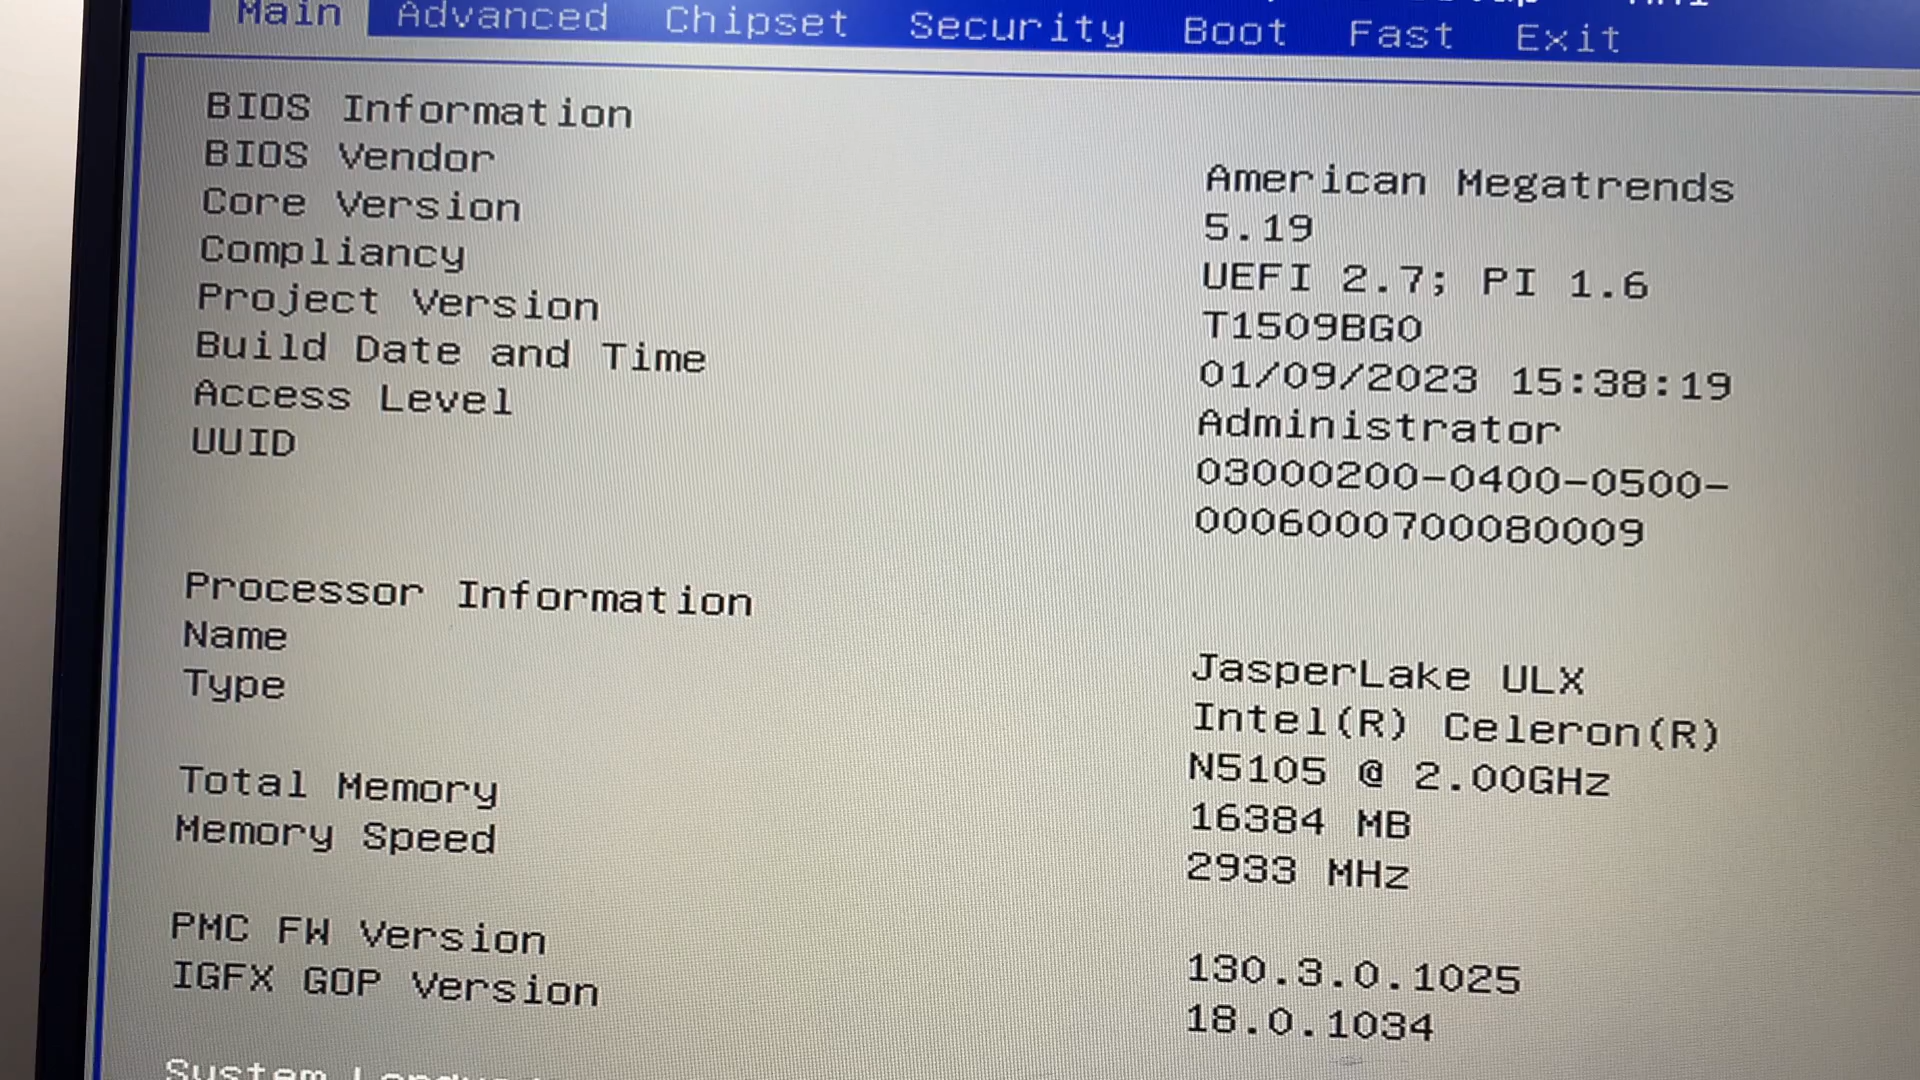 Main Advanced Chipset Security Boot Fast Exit
BIOS Information
BIOS Vendor American Megatrends
Core Version 5.19
Compliancy UEFI 2.7; PI 1.6
Project Version T1509BG0
Build Date and Time 01/09/2023 15:38:19
Access Level Administrator
UUID 03000200-0400-0500-
0006000700080009
Processor Information
Name JasperLake ULX
Type Intel(R) Celeron(R)
N5105 @ 2.00GHz
Total Memory 16384 MB
Memory Speed 2933 MHz
PMC FW Version 130.3.0.1025
IGFX GOP Version 18.0.1034
System